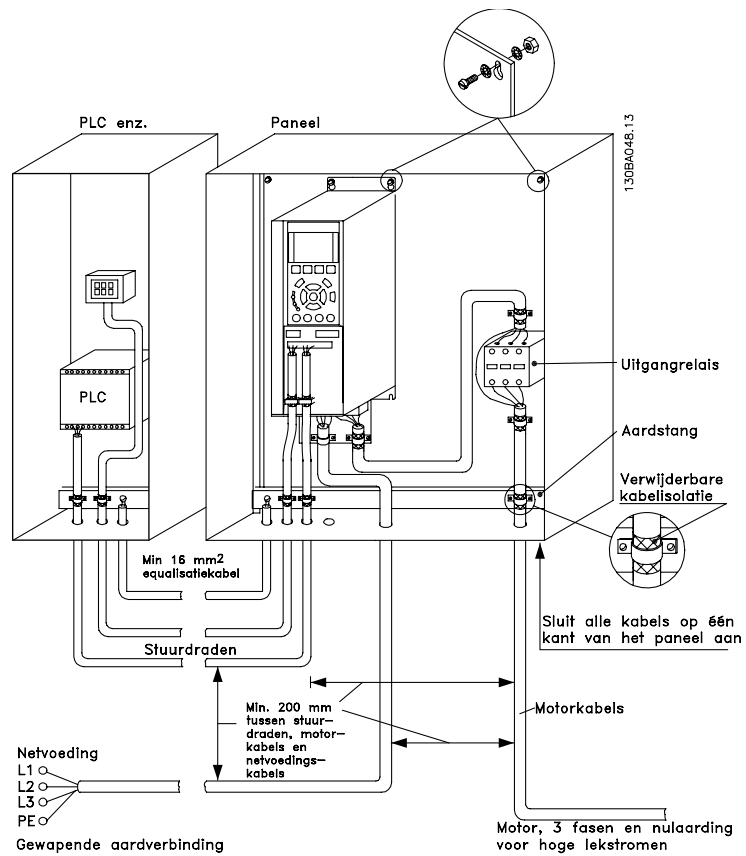 PLC enz.
Paneel
130BA048.13
PLC
Uitgangrelais
Aardstang
Verwijderbare
kabelisolatie
Min 16 mm2
equalisatiekabel
Sluit alle kabels op één
kant van het paneel aan
Stuurdraden
Min. 200 mm
tussen stuur-
draden, motor-
kabels en
netvoedings-
kabels
Motorkabels
Netvoeding
L1
L2
L3
PE
Gewapende aardverbinding
Motor, 3 fasen en nulaarding
voor hoge lekstromen